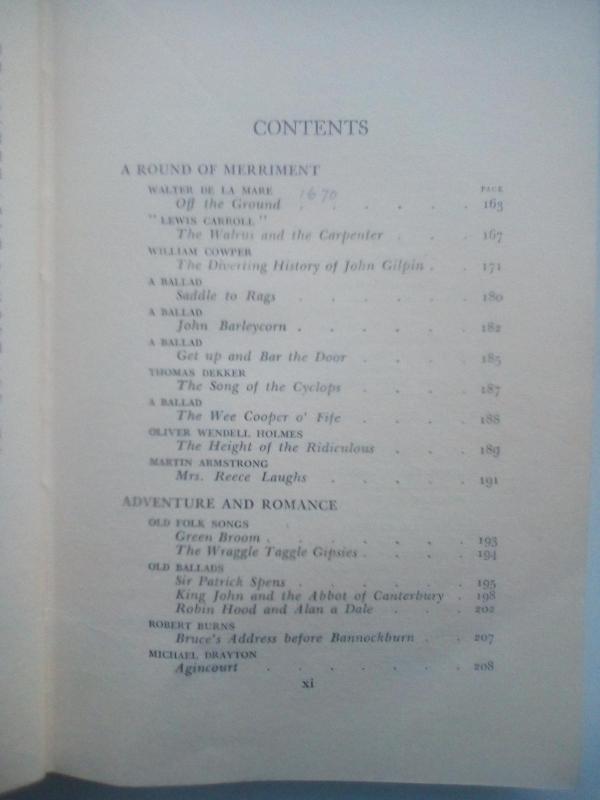 CONTENTS
A ROUND OF MERRIMENT
PAGE
WALTER DE LA MARE 1670
Off the Ground . . . . . . 163
"LEWIS CARROLL"
The Walrus and the Carpenter . . . 167
WILLIAM COWPER
The Diverting History of John Gilpin . . 171
A BALLAD
Saddle to Rags . . . . . . 180
A BALLAD
John Barleycorn . . . . . . 182
A BALLAD
Get up and Bar the Door . . . . 185
THOMAS DEKKER
The Song of the Cyclops . . . . 187
A BALLAD
The Wee Cooper o' Fife . . . . 188
OLIVER WENDELL HOLMES
The Height of the Ridiculous . . . 189
MARTIN ARMSTRONG
Mrs. Reece Laughs . . . . . 191
ADVENTURE AND ROMANCE
OLD FOLK SONGS
Green Broom . . . . . . . 193
The Wraggle Taggle Gipsies . . . . 194
OLD BALLADS
Sir Patrick Spens . . . . . . 195
King John and the Abbot of Canterbury . 198
Robin Hood and Alan a Dale . . . 202
ROBERT BURNS
Bruce's Address before Bannockburn . . 207
MICHAEL DRAYTON
Agincourt . . . . . . . 208
xi